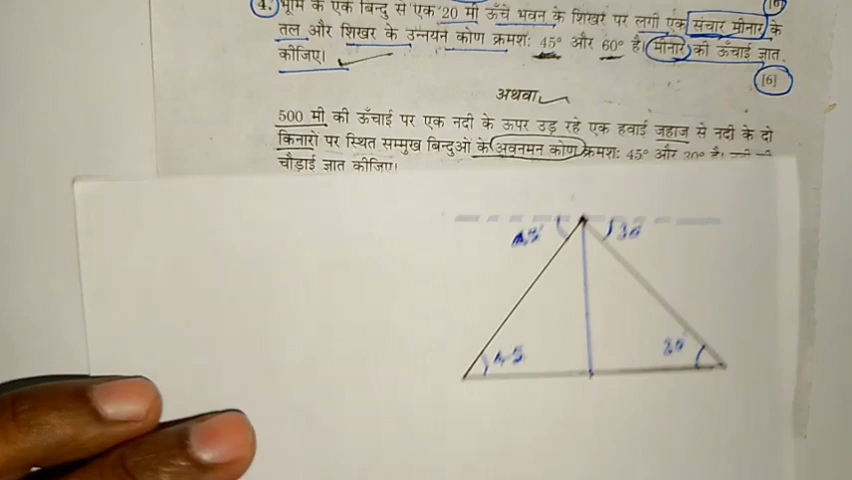 4. भूमि के एक बिन्दु से एक 20 मी ऊँचे भवन के शिखर पर लगी एक संचार मीनार के
तल और शिखर के उन्नयन कोण क्रमश: 45° और 60° है। मीनार की ऊँचाई ज्ञात
कीजिए।
[6]
अथवा
500 मी की ऊँचाई पर एक नदी के ऊपर उड़ रहे एक हवाई जहाज से नदी के दो
किनारों पर स्थित सम्मुख बिन्दुओं के अवनमन कोण क्रमश: 45° और 30° है।
चौड़ाई ज्ञात कीजिए।
45° 30
45 30